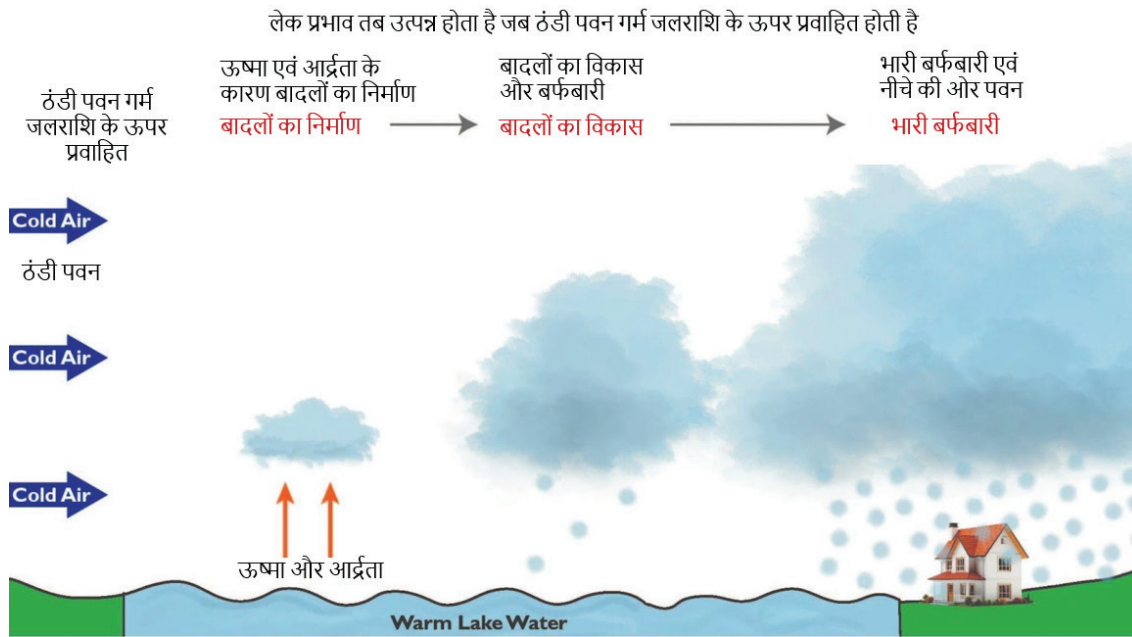 लेक प्रभाव तब उत्पन्न होता है जब ठंडी पवन गर्म जलराशि के ऊपर प्रवाहित होती है
ठंडी पवन गर्म
जलराशि के ऊपर
प्रवाहित
ऊष्मा एवं आर्द्रता के
कारण बादलों का निर्माण
बादलों का निर्माण
बादलों का विकास
और बर्फबारी
बादलों का विकास
भारी बर्फबारी एवं
नीचे की ओर पवन
भारी बर्फबारी
Cold Air
ठंडी पवन
Cold Air
Cold Air
ऊष्मा और आर्द्रता
Warm Lake Water